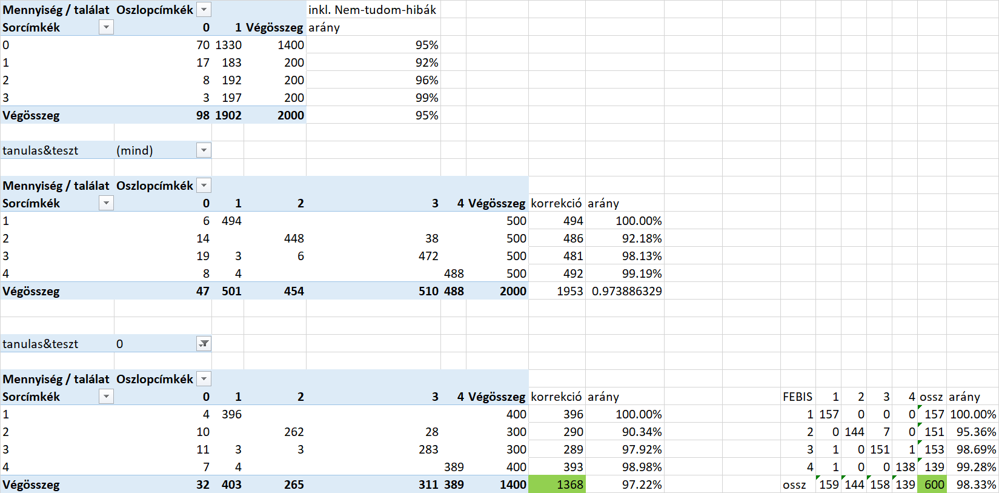 Mennyiség / találat Oszlopcímkék inkl. Nem-tudom-hibák
Sorcímkék 0 1 Végösszeg arány
0 70 1330 1400 95%
1 17 183 200 92%
2 8 192 200 96%
3 3 197 200 99%
Végösszeg 98 1902 2000 95%
tanulas&teszt (mind)
Mennyiség / találat Oszlopcímkék
Sorcímkék 0 1 2 3 4 Végösszeg korrekció arány
1 6 494 500 494 100.00%
2 14 448 38 500 486 92.18%
3 19 3 6 472 500 481 98.13%
4 8 4 488 500 492 99.19%
Végösszeg 47 501 454 510 488 2000 1953 0.973886329
tanulas&teszt 0
Mennyiség / találat Oszlopcímkék
Sorcímkék 0 1 2 3 4 Végösszeg korrekció arány FEBIS 1 2 3 4 ossz arány
1 4 396 400 396 100.00% 1 157 0 0 0 157 100.00%
2 10 262 28 300 290 90.34% 2 0 144 7 0 151 95.36%
3 11 3 3 283 300 289 97.92% 3 1 0 151 1 153 98.69%
4 7 4 389 400 393 98.98% 4 1 0 0 138 139 99.28%
Végösszeg 32 403 265 311 389 1400 1368 97.22% ossz 159 144 158 139 600 98.33%